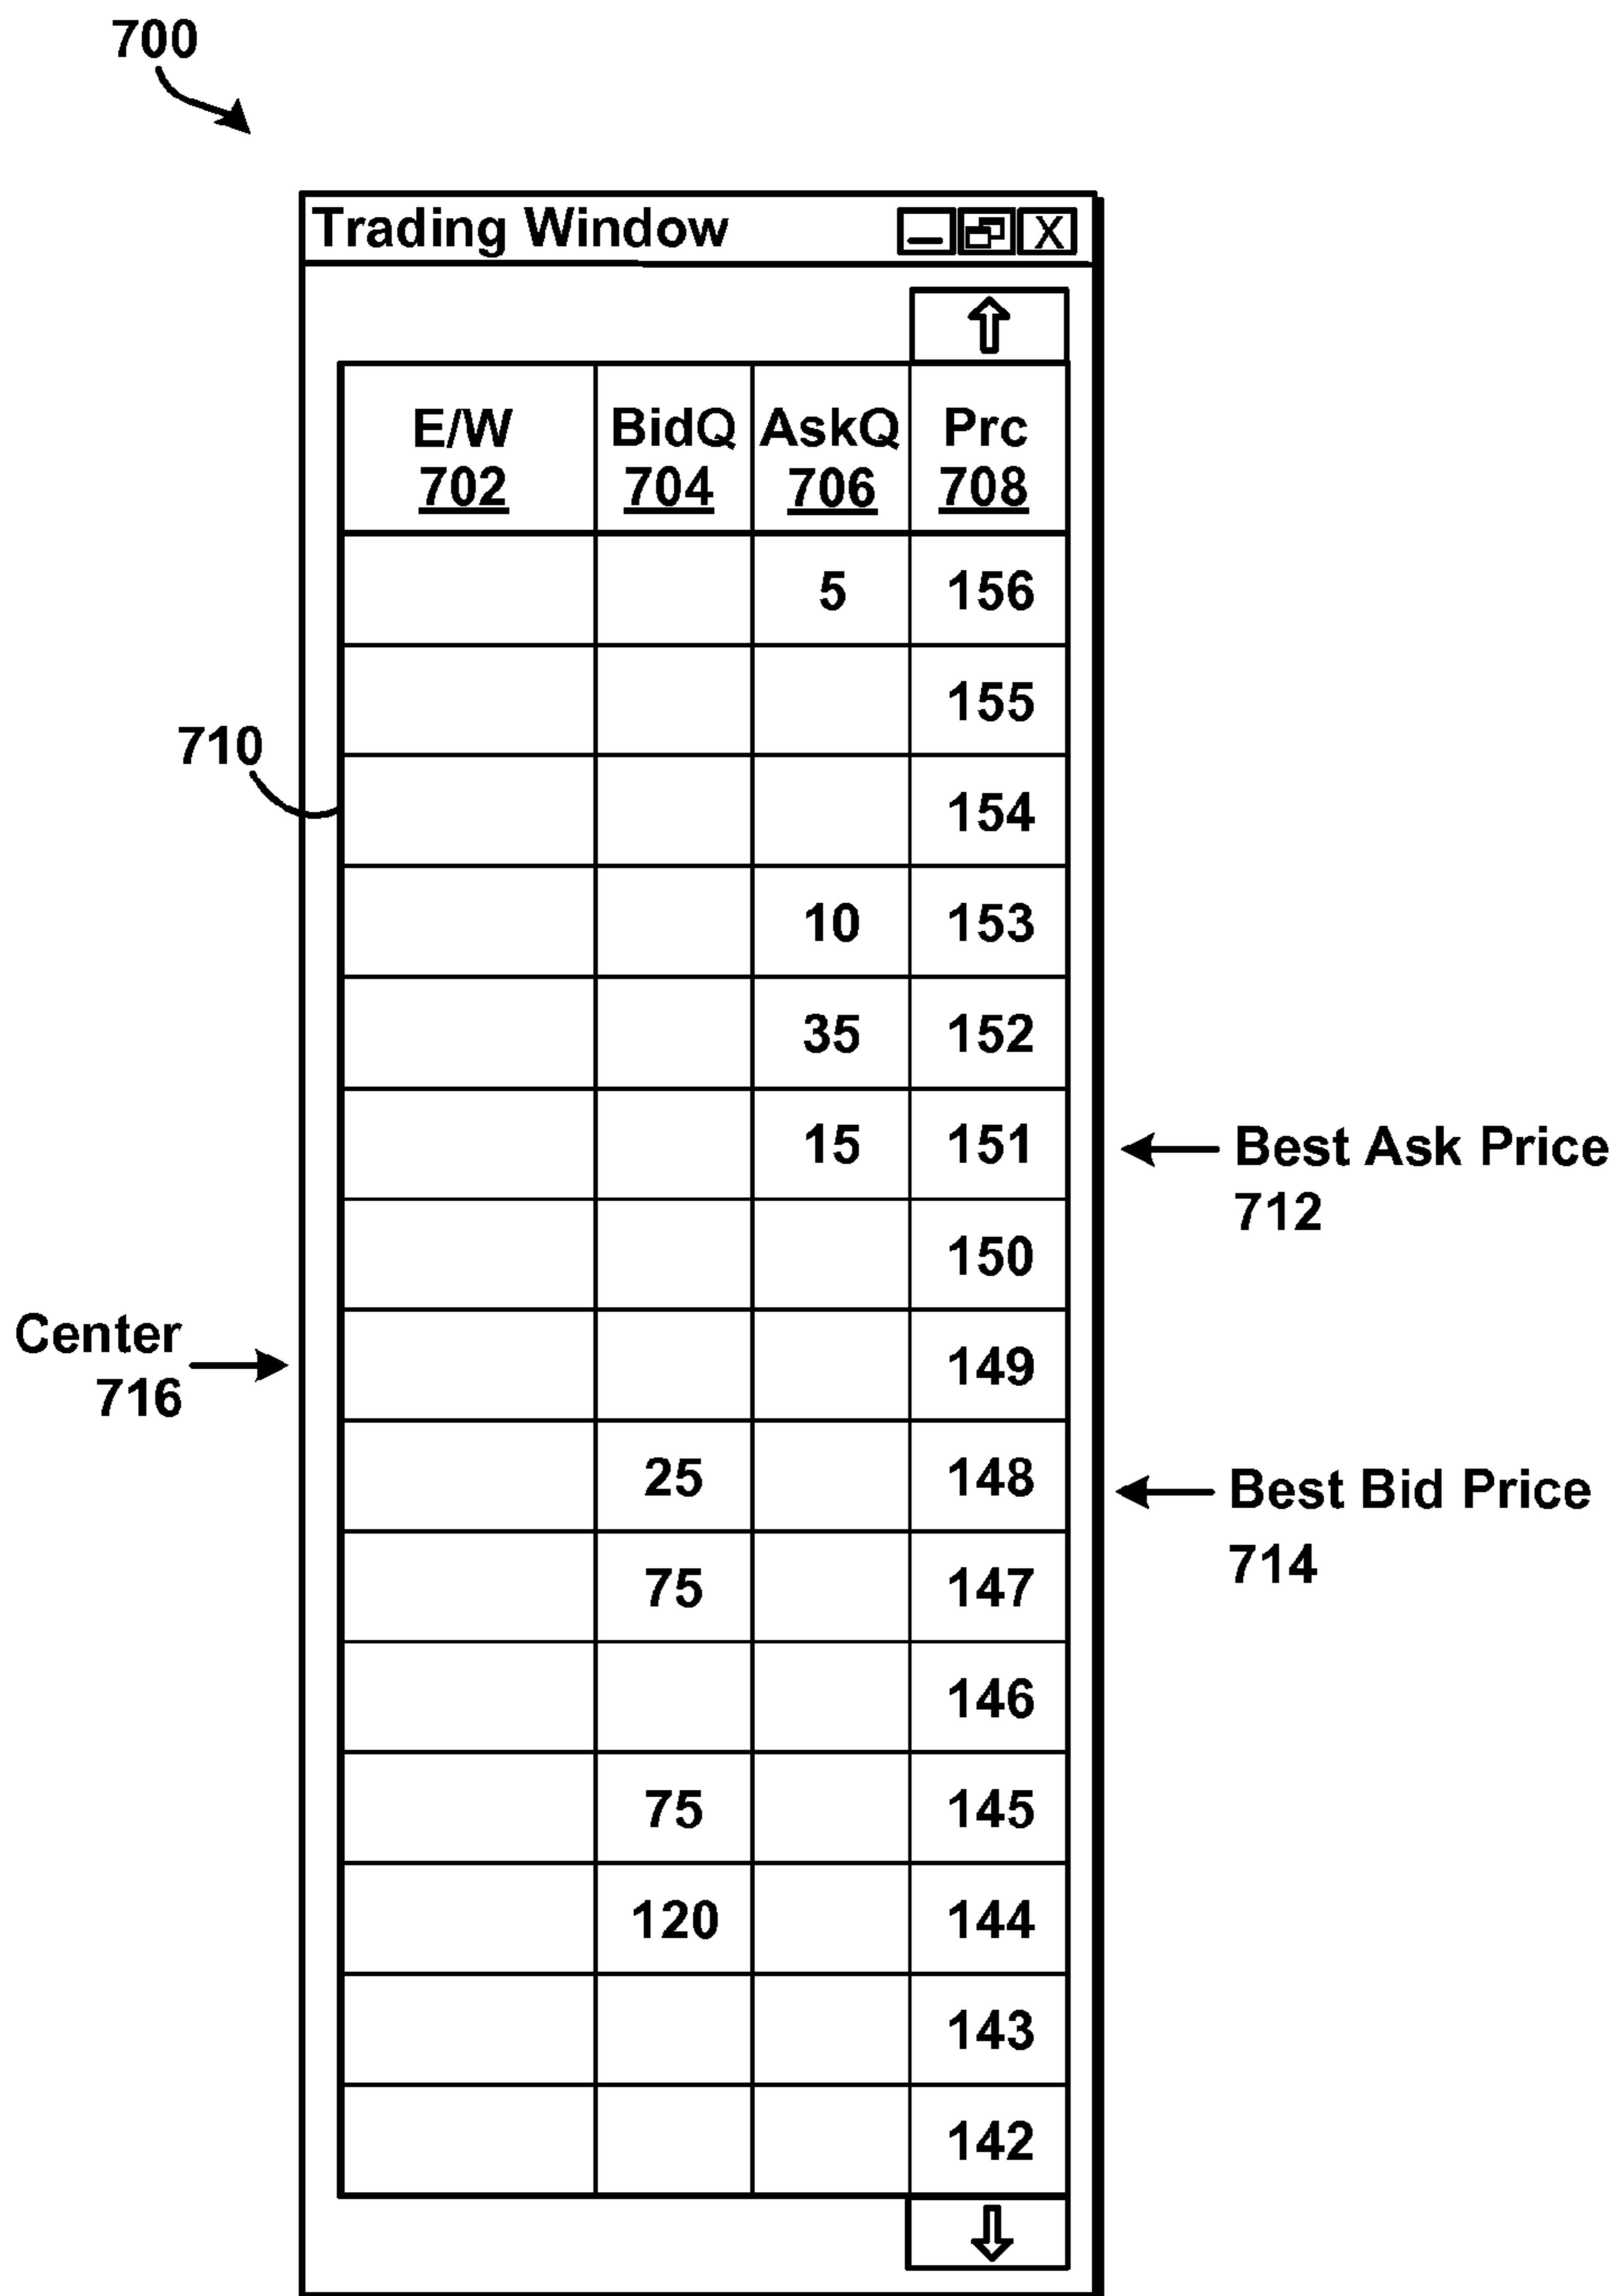 700
Trading Window
E/W BidQ AskQ Prc
702 704 706 708
5 156
155
710
154
10 153
35 152
15 151 Best Ask Price
712
150
Center
149
716
25 148 Best Bid Price
75 147 714
146
75 145
120 144
143
142